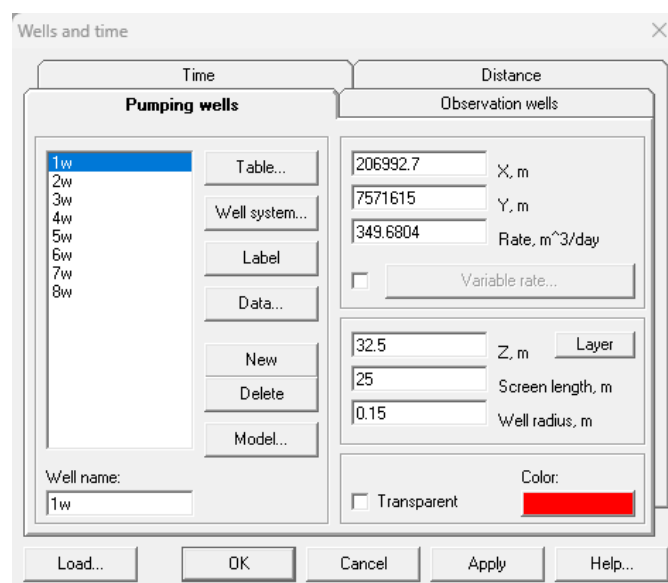 Wells and time
Time
Distance
Pumping wells
Observation wells
1w
2w
3w
4w
5w
6w
7w
8w
Table...
Well system...
Label
Data...
New
Delete
Model...
Well name:
1w
206992.7 X, m
7571615 Y, m
349.6804 Rate, m^3/day
Variable rate...
32.5 Z, m Layer
25 Screen length, m
0.15 Well radius, m
Color:
Transparent
Load...
OK
Cancel
Apply
Help...